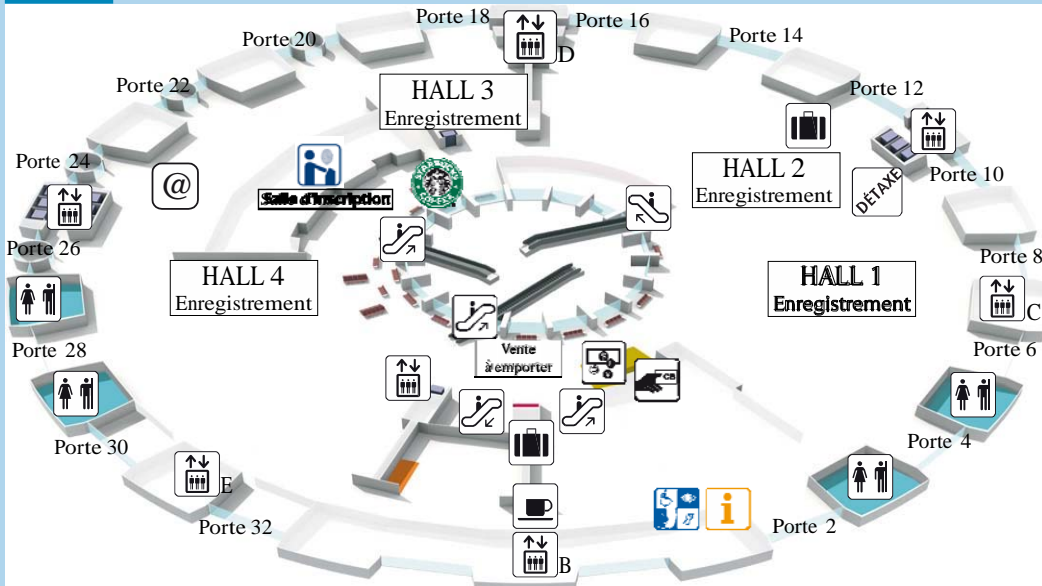 Porte 18
Porte 16
Porte 20
Porte 14
D
Porte 22
HALL 3
Enregistrement
Porte 12
Porte 24
@
Salle d'inscription
STARBUCKS
COFFEE
HALL 2
Enregistrement
Porte 10
DÉTAXE
Porte 26
HALL 4
Enregistrement
HALL 1
Enregistrement
Porte 8
C
Porte 28
Vente
à emporter
CB
Porte 6
Porte 30
Porte 4
E
Porte 32
i
Porte 2
B